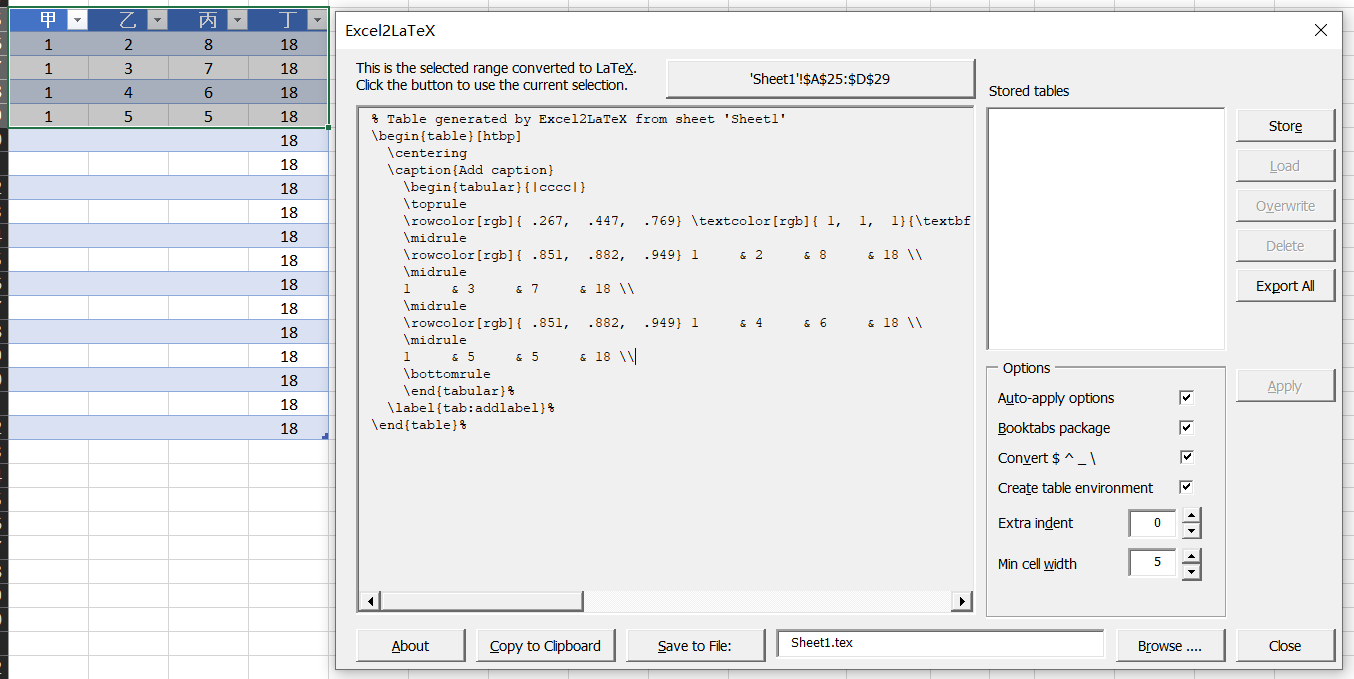 甲 乙 丙 丁
1 2 8 18
1 3 7 18
1 4 6 18
1 5 5 18
18
18
18
18
18
18
18
18
18
18
18
18
18
Excel2LaTeX
This is the selected range converted to LaTeX.
Click the button to use the current selection.
'Sheet1'!$A$25:$D$29
% Table generated by Excel2LaTeX from sheet 'Sheet1'
\begin{table}[htbp]
  \centering
  \caption{Add caption}
    \begin{tabular}{|cccc|}
    \toprule
    \rowcolor[rgb]{ .267,  .447,  .769} \textcolor[rgb]{ 1,  1,  1}{\textbf
    \midrule
    \rowcolor[rgb]{ .851,  .882,  .949} 1     & 2     & 8     & 18 \\
    \midrule
    1     & 3     & 7     & 18 \\
    \midrule
    \rowcolor[rgb]{ .851,  .882,  .949} 1     & 4     & 6     & 18 \\
    \midrule
    1     & 5     & 5     & 18 \\
    \bottomrule
    \end{tabular}%
  \label{tab:addlabel}%
\end{table}%
Stored tables
Store
Load
Overwrite
Delete
Export All
Options
Auto-apply options
Booktabs package
Convert $ ^ _ \
Create table environment
Extra indent 0
Min cell width 5
Apply
About
Copy to Clipboard
Save to File:
Sheet1.tex
Browse ....
Close